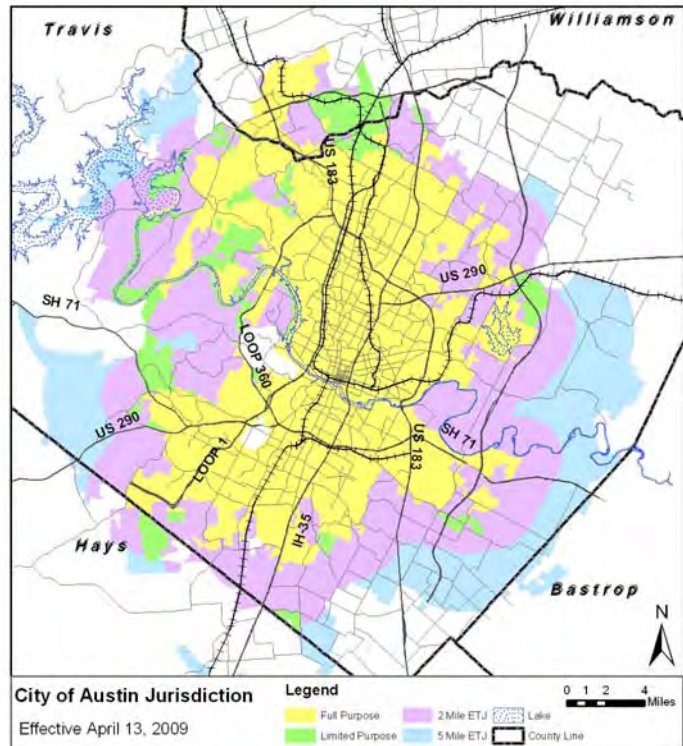 Travis
Williamson
US 183
US 290
SH 71
LOOP 360
US 290
LOOP 1
SH 71
US 183
IH-35
Hays
Bastrop
N
City of Austin Jurisdiction
Effective April 13, 2009
Legend
Full Purpose
2 Mile ETJ
Lake
Limited Purpose
5 Mile ETJ
County Line
0 1 2 4
Miles